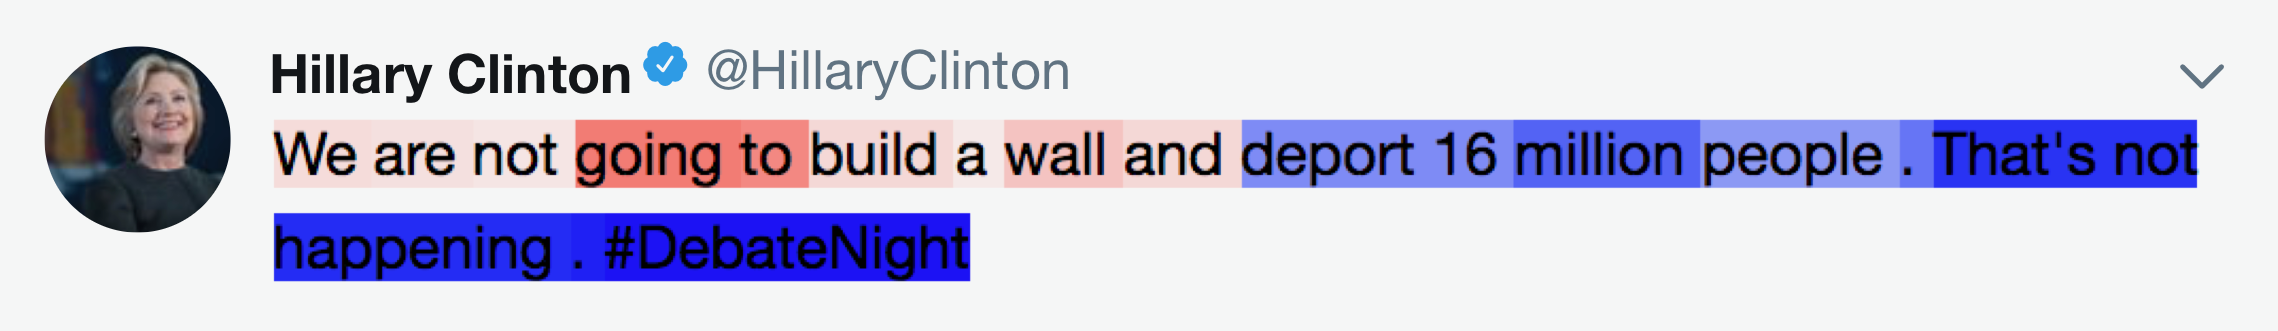 Hillary Clinton @HillaryClinton
We are not going to build a wall and deport 16 million people . That's not
happening . #DebateNight